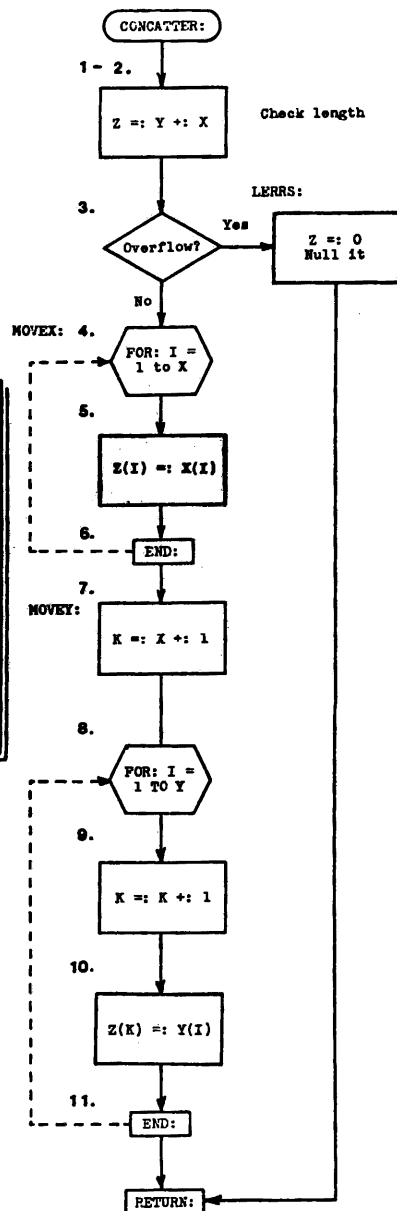 CONCATTER:
1 - 2.
Z =: Y +: X
Check length
LERRS:
3.
Overflow?
Yes
Z =: 0
Null it
No
MOVEX: 4.
FOR: I =
1 to X
5.
Z(I) =: X(I)
6.
END:
7.
MOVEY:
K =: X +: 1
8.
FOR: I =
1 TO Y
9.
K =: K +: 1
10.
Z(K) =: Y(I)
11.
END:
RETURN: